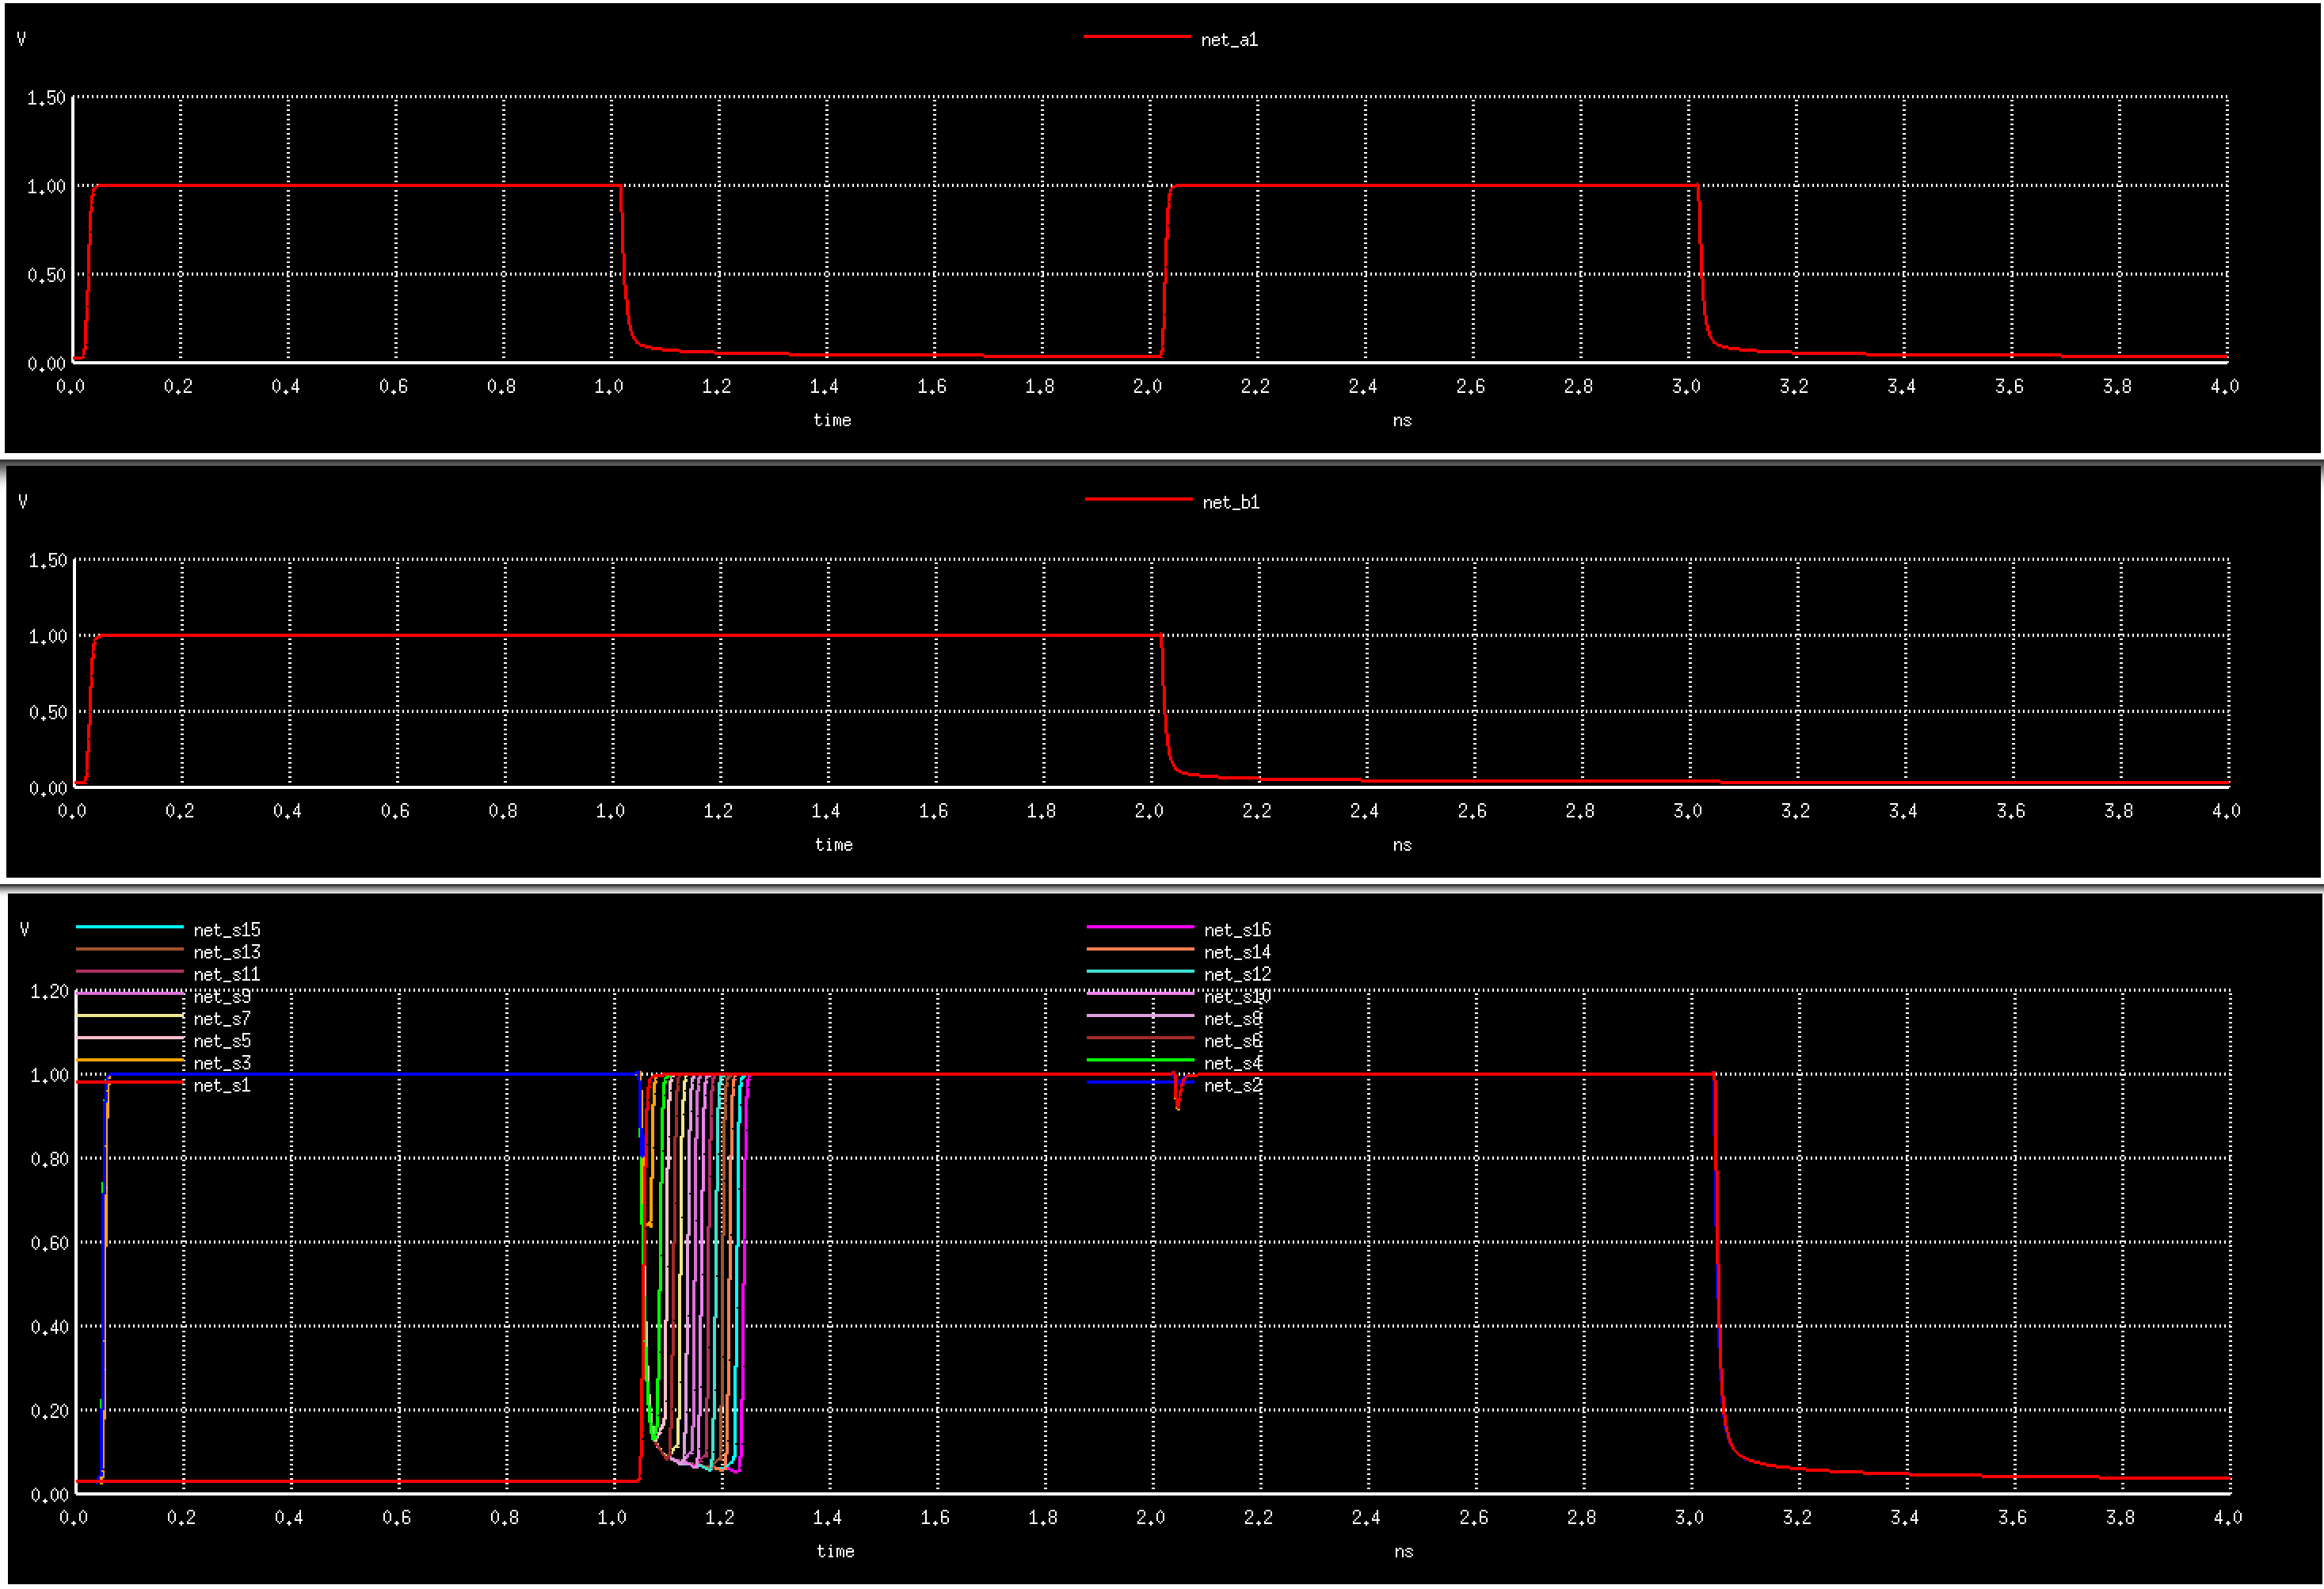 V net_a1
1.50
1.00
0.50
0.00
0.0 0.2 0.4 0.6 0.8 1.0 1.2 1.4 1.6 1.8 2.0 2.2 2.4 2.6 2.8 3.0 3.2 3.4 3.6 3.8 4.0
time ns
V net_b1
1.50
1.00
0.50
0.00
0.0 0.2 0.4 0.6 0.8 1.0 1.2 1.4 1.6 1.8 2.0 2.2 2.4 2.6 2.8 3.0 3.2 3.4 3.6 3.8 4.0
time ns
V net_s15 net_s16
net_s13 net_s14
net_s11 net_s12
1.20 net_s9 net_s10
net_s7 net_s8
net_s5 net_s6
net_s3 net_s4
1.00 net_s1 net_s2
0.80
0.60
0.40
0.20
0.00
0.0 0.2 0.4 0.6 0.8 1.0 1.2 1.4 1.6 1.8 2.0 2.2 2.4 2.6 2.8 3.0 3.2 3.4 3.6 3.8 4.0
time ns